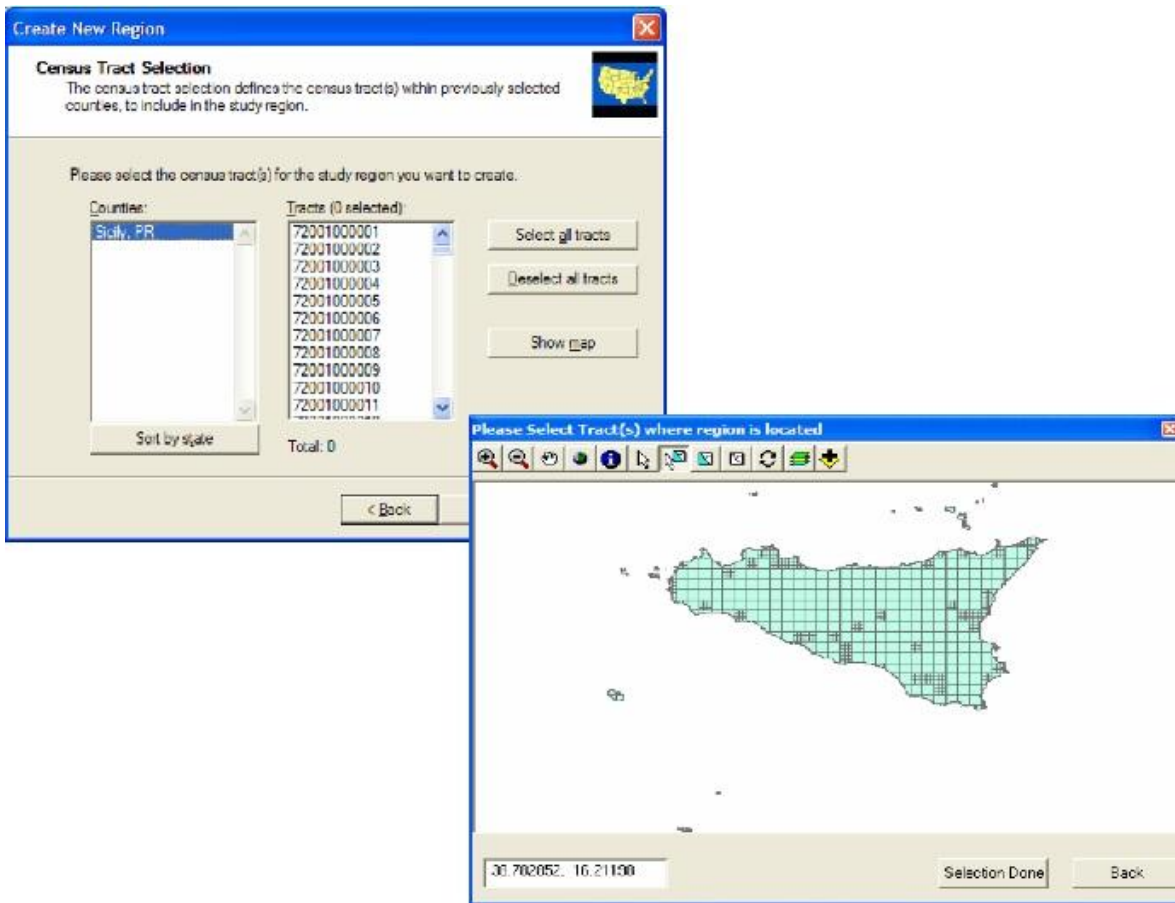 Create New Region
Census Tract Selection
The census tract selection defines the census tract(s) within previously selected
counties, to include in the study region.
Please select the census tract(s) for the study region you want to create.
Counties:
Sicily, PR
Sort by state
Tracts (0 selected):
72001000001
72001000002
72001000003
72001000004
72001000005
72001000006
72001000007
72001000008
72001000009
72001000010
72001000011
Total: 0
Select all tracts
Deselect all tracts
Show map
< Back
Please Select Tract(s) where region is located
Selection Done
Back